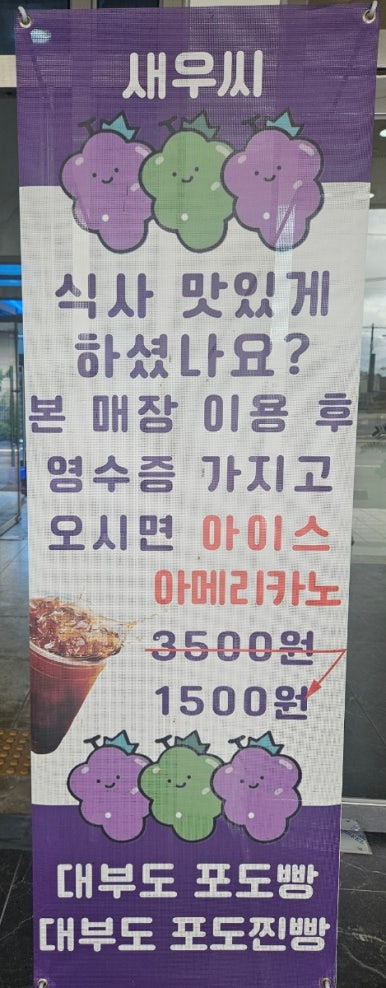 새우씨
식사 맛있게
하셨나요?
본 매장 이용 후
영수증 가지고
오시면 아이스
아메리카노
3500원
1500원
대부도 포도빵
대부도 포도찐빵